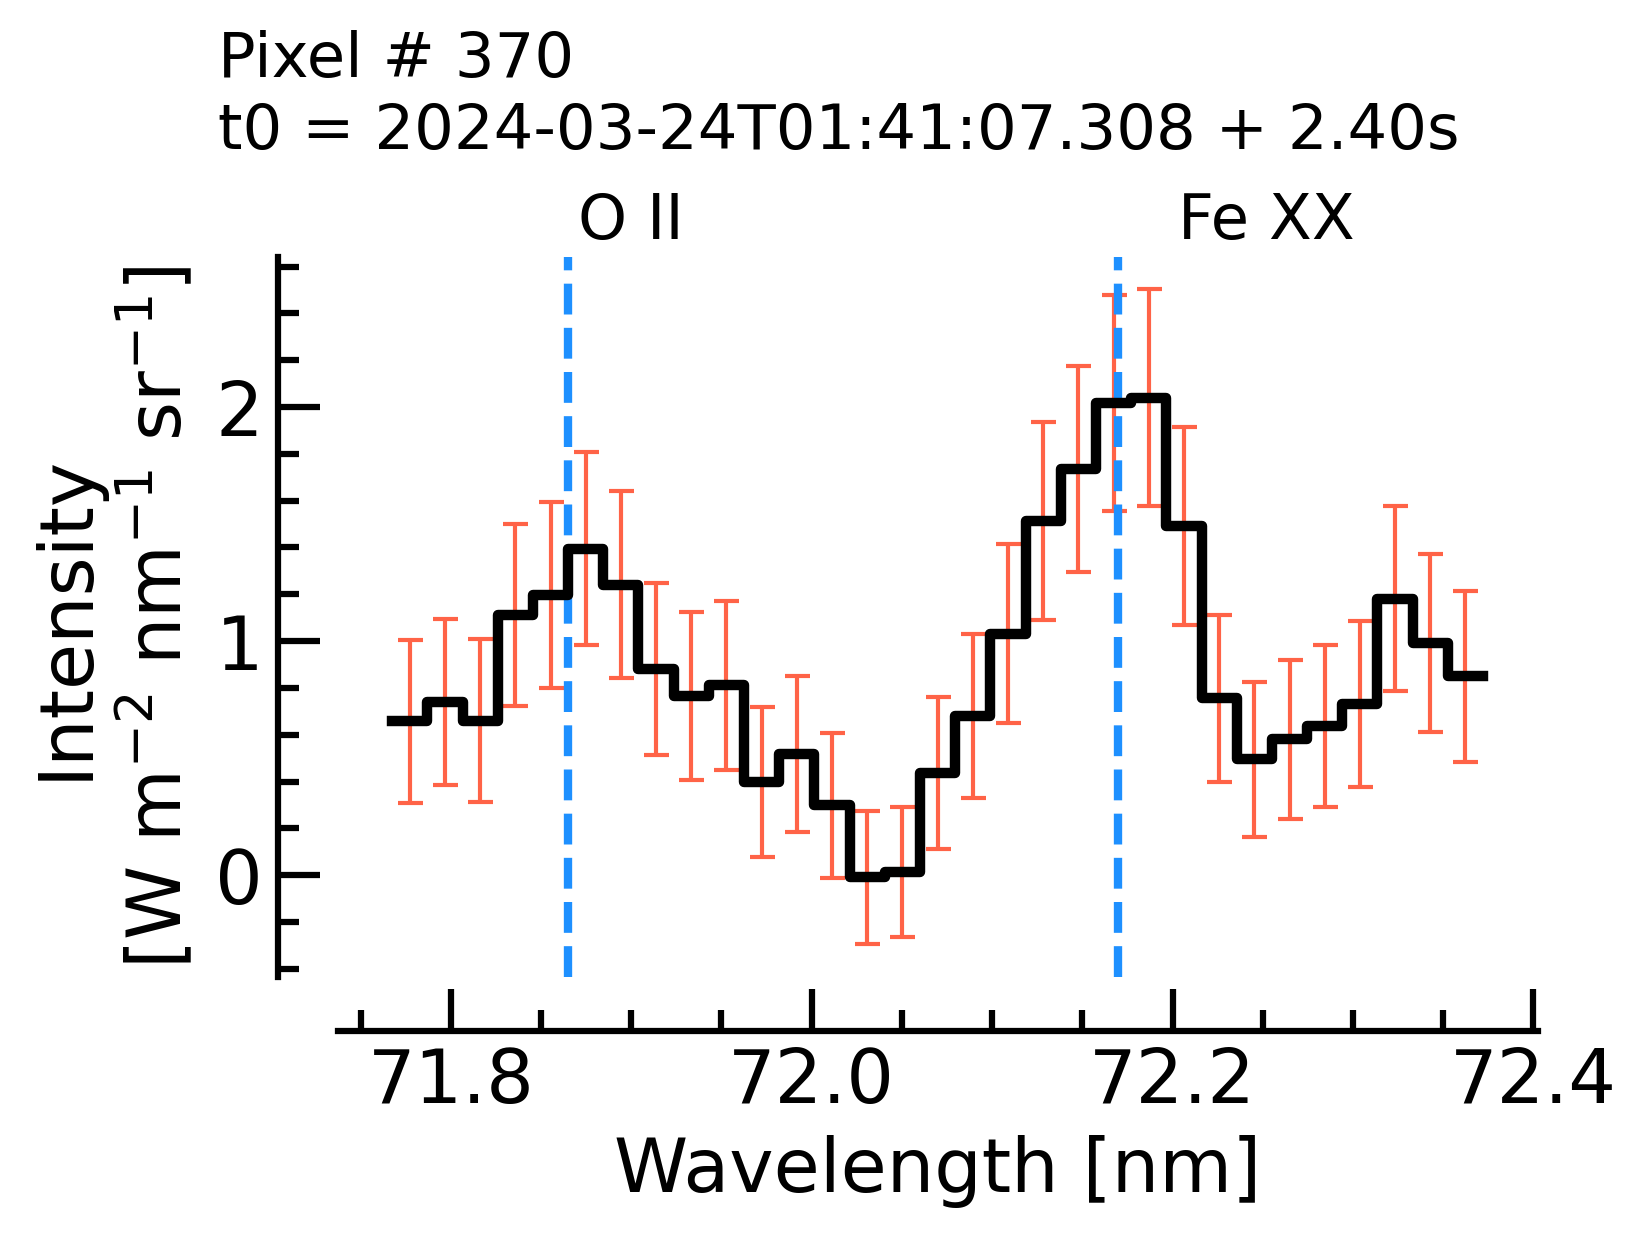 Pixel # 370
t0 = 2024-03-24T01:41:07.308 + 2.40s
O II
Fe XX
Intensity
[W m⁻² nm⁻¹ sr⁻¹]
2
1
0
71.8 72.0 72.2 72.4
Wavelength [nm]